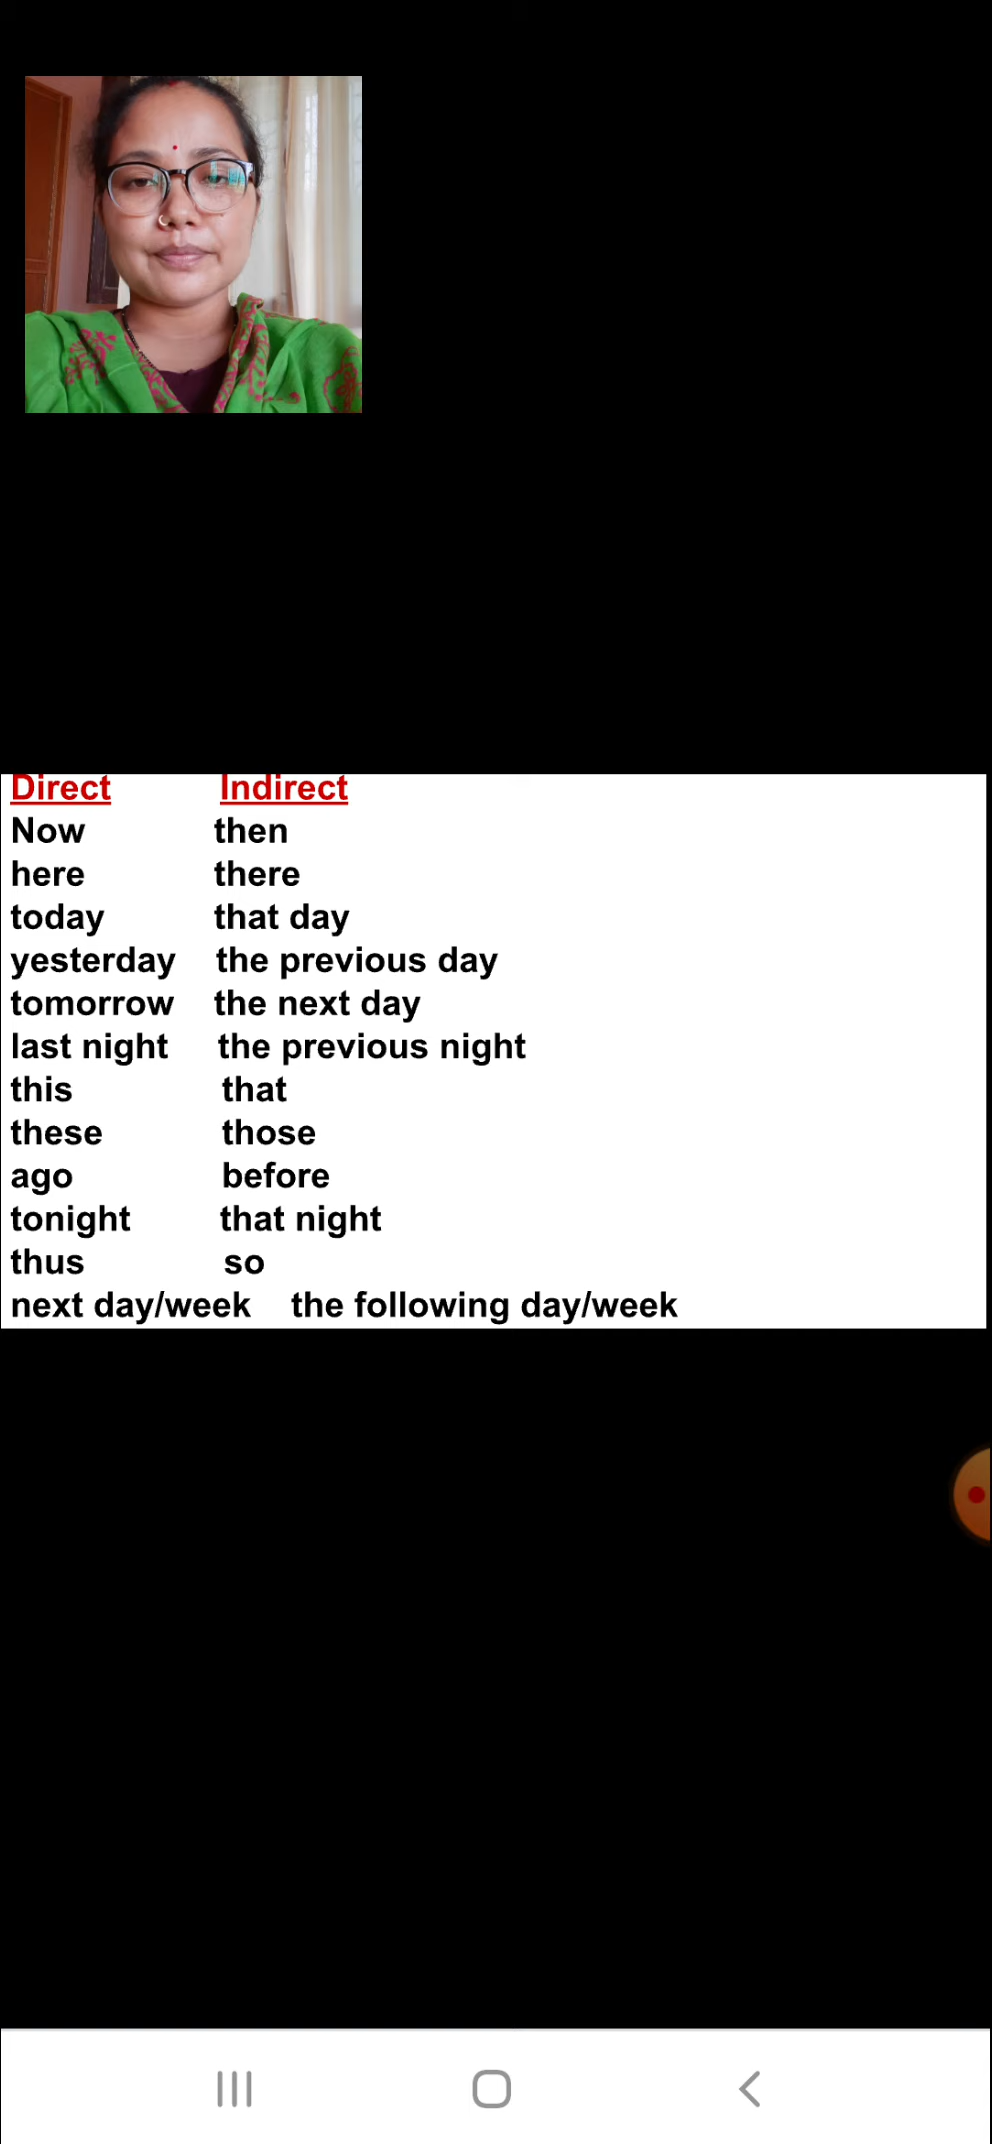 Direct Indirect
Now then
here there
today that day
yesterday the previous day
tomorrow the next day
last night the previous night
this that
these those
ago before
tonight that night
thus so
next day/week the following day/week